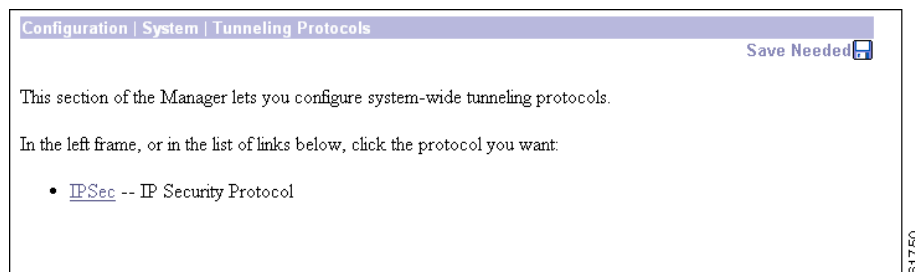 Configuration | System | Tunneling Protocols
Save Needed
This section of the Manager lets you configure system-wide tunneling protocols.
In the left frame, or in the list of links below, click the protocol you want:
• IPSec -- IP Security Protocol